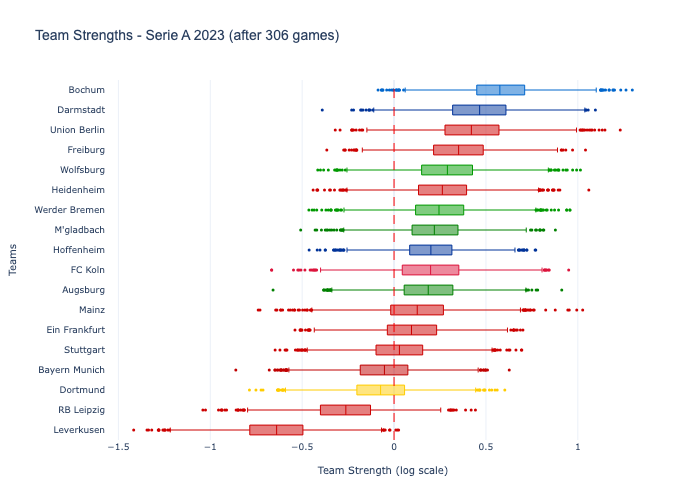 Team Strengths - Serie A 2023 (after 306 games)
Bochum
Darmstadt
Union Berlin
Freiburg
Wolfsburg
Heidenheim
Werder Bremen
M'gladbach
Hoffenheim
FC Koln
Augsburg
Mainz
Ein Frankfurt
Stuttgart
Bayern Munich
Dortmund
RB Leipzig
Leverkusen
Teams
−1.5 −1 −0.5 0 0.5 1
Team Strength (log scale)